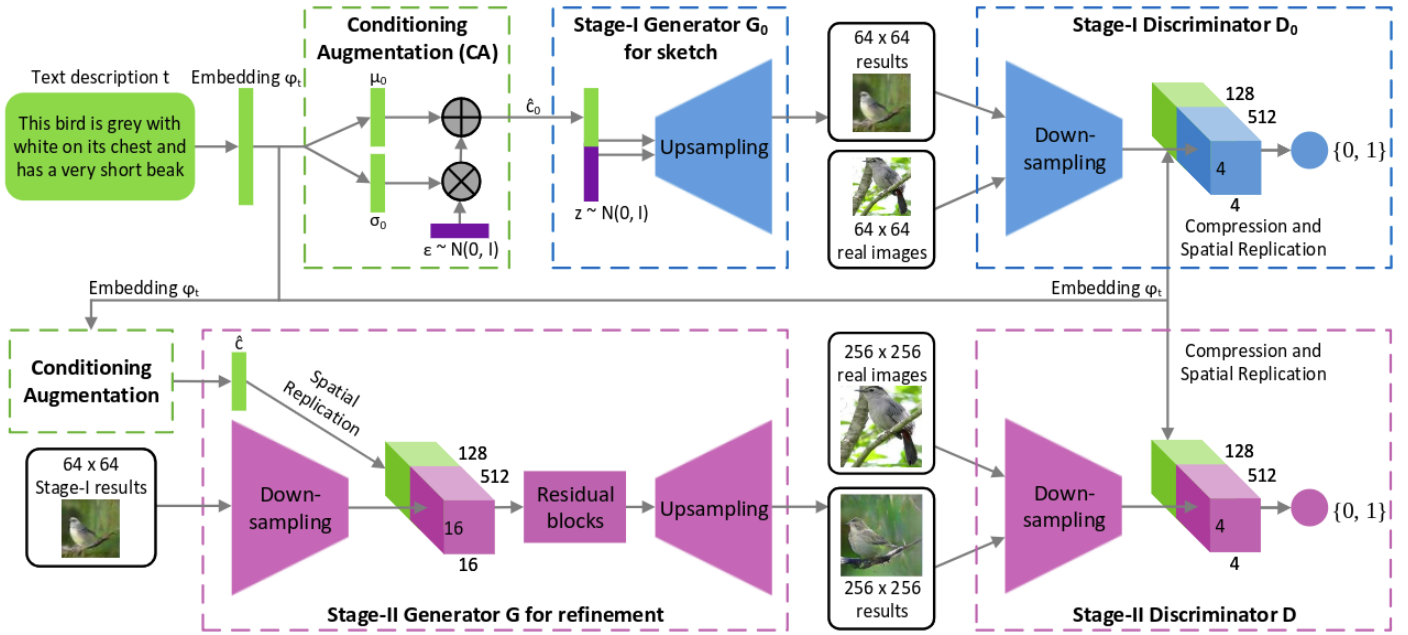 Text description t
This bird is grey with
white on its chest and
has a very short beak
Embedding φₜ
Conditioning
Augmentation (CA)
μ₀
σ₀
ε ~ N(0, I)
ĉ₀
Stage-I Generator G₀
for sketch
Upsampling
z ~ N(0, I)
64 x 64
results
64 x 64
real images
Stage-I Discriminator D₀
Down-
sampling
128
512
4
4
{0, 1}
Compression and
Spatial Replication
Embedding φₜ
Embedding φₜ
Conditioning
Augmentation
64 x 64
Stage-I results
ĉ
Spatial
Replication
Down-
sampling
128
512
16
16
Residual
blocks
Upsampling
Stage-II Generator G for refinement
256 x 256
real images
256 x 256
results
Compression and
Spatial Replication
Down-
sampling
128
512
4
4
{0, 1}
Stage-II Discriminator D